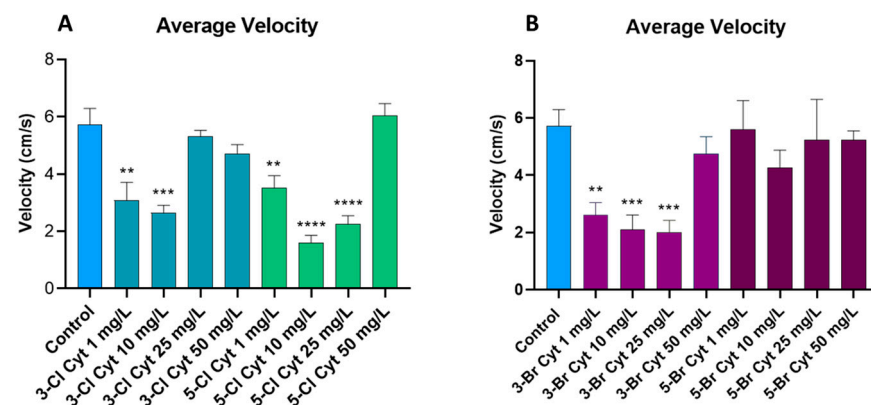 A
Average Velocity
Velocity (cm/s)
8
6
4
2
0
**
***
**
****
****
Control
3-Cl Cyt 1 mg/L
3-Cl Cyt 10 mg/L
3-Cl Cyt 25 mg/L
3-Cl Cyt 50 mg/L
5-Cl Cyt 1 mg/L
5-Cl Cyt 10 mg/L
5-Cl Cyt 25 mg/L
5-Cl Cyt 50 mg/L
B
Average Velocity
Velocity (cm/s)
8
6
4
2
0
**
***
***
Control
3-Br Cyt 1 mg/L
3-Br Cyt 10 mg/L
3-Br Cyt 25 mg/L
3-Br Cyt 50 mg/L
5-Br Cyt 1 mg/L
5-Br Cyt 10 mg/L
5-Br Cyt 25 mg/L
5-Br Cyt 50 mg/L